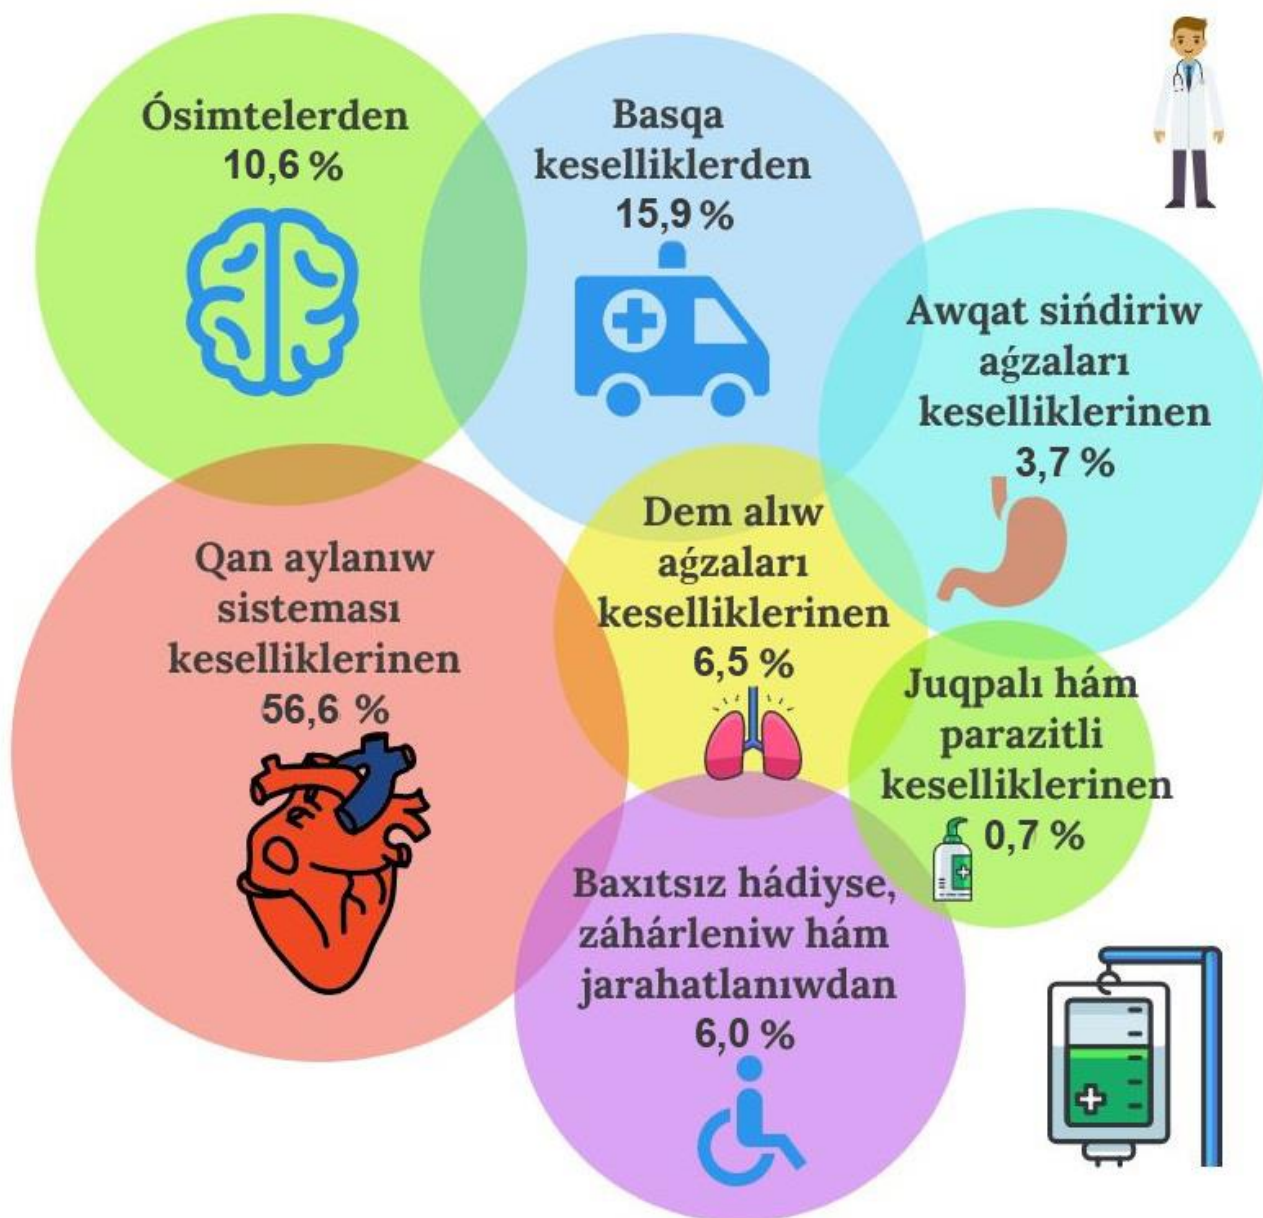 Ósimtelerden
10,6 %
Basqa
keselliklerden
15,9 %
Awqat sińdiriw
aǵzaları
keselliklerinen
3,7 %
Qan aylanıw
sisteması
keselliklerinen
56,6 %
Dem alıw
aǵzaları
keselliklerinen
6,5 %
Juqpalı hám
parazitli
keselliklerinen
0,7 %
Baxıtsız hádiyse,
záhárleniw hám
jarahatlanıwdan
6,0 %